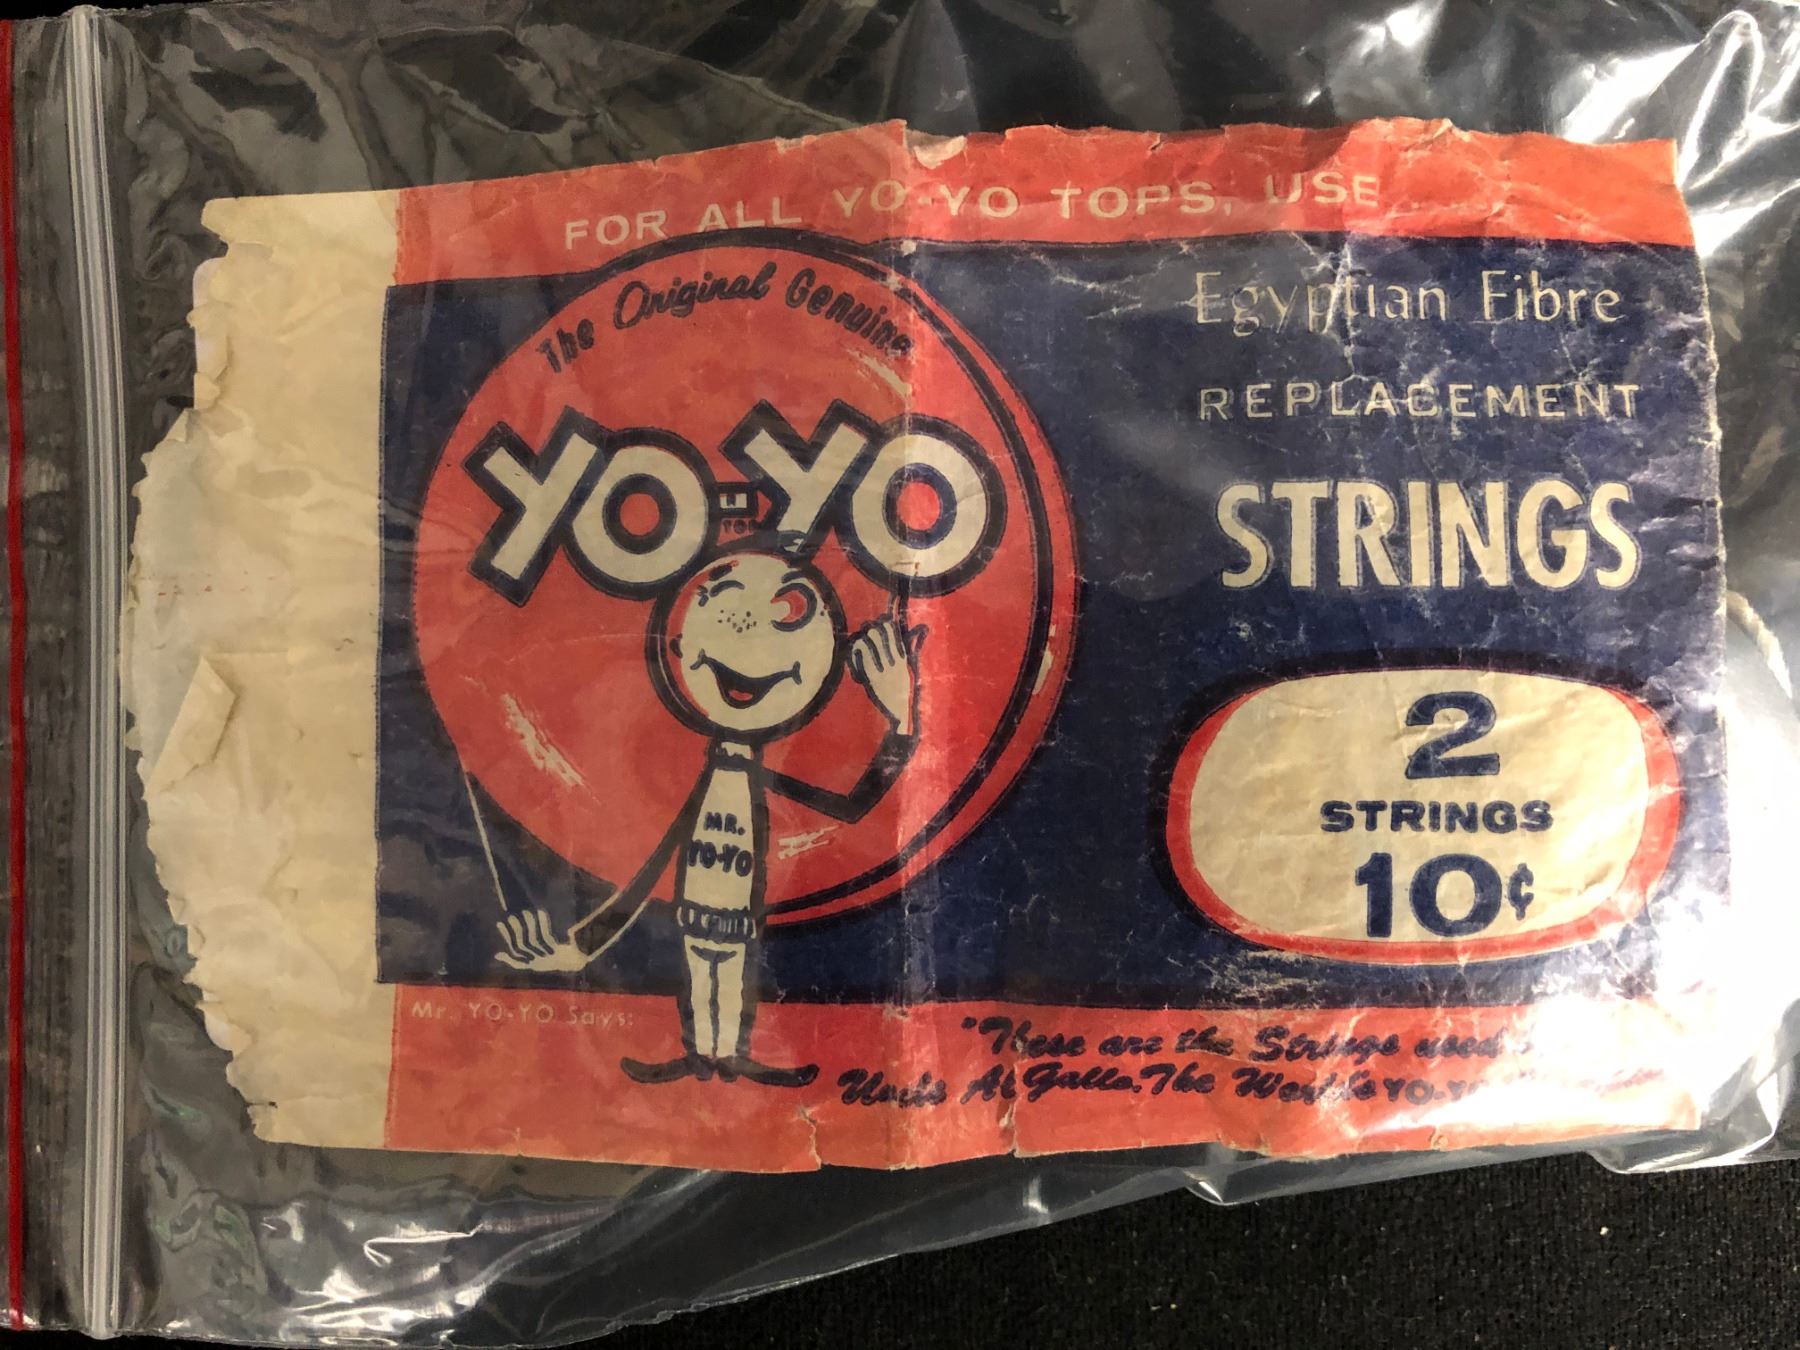 FOR ALL YO-YO TOPS, USE
The Original Genuine
YO-YO
MR.
YO-YO
Egyptian Fibre
REPLACEMENT
STRINGS
2
STRINGS
10¢
Mr. YO-YO Says:
"These are the Strings used
Uncle Al Gallo. The World's YO-Y